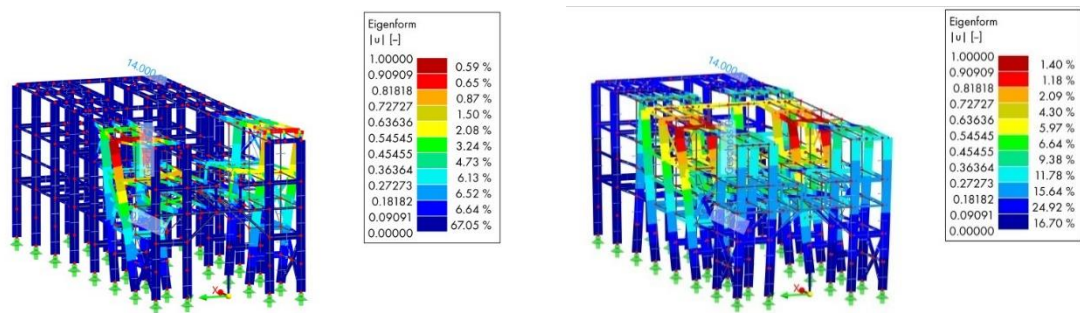 Eigenform
|u| [–]
1.00000
0.90909 0.59 %
0.81818 0.65 %
0.72727 0.87 %
0.63636 1.50 %
0.54545 2.08 %
0.45455 3.24 %
0.36364 4.73 %
0.27273 6.13 %
0.18182 6.52 %
0.09091 6.64 %
0.00000 67.05 %
14.000
X
Eigenform
|u| [–]
1.00000
0.90909 1.40 %
0.81818 1.18 %
0.72727 2.09 %
0.63636 4.30 %
0.54545 5.97 %
0.45455 6.64 %
0.36364 9.38 %
0.27273 11.78 %
0.18182 15.64 %
0.09091 24.92 %
0.00000 16.70 %
14.000
X